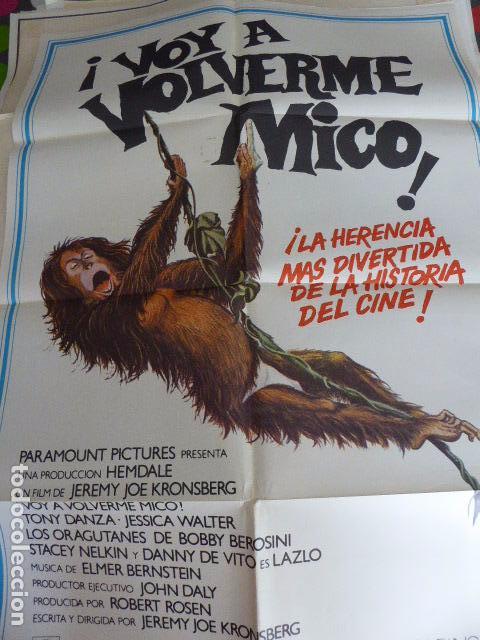 ¡VOY A
VOLVERME
MICO!
¡LA HERENCIA
MAS DIVERTIDA
DE LA HISTORIA
DEL CINE!
PARAMOUNT PICTURES PRESENTA
UNA PRODUCCION HEMDALE
UN FILM DE JEREMY JOE KRONSBERG
VOY A VOLVERME MICO!
TONY DANZA · JESSICA WALTER
LOS ORAGUTANES DE BOBBY BEROSINI
STACEY NELKIN Y DANNY DE VITO ES LAZLO
MUSICA DE ELMER BERNSTEIN
PRODUCTOR EJECUTIVO JOHN DALY
PRODUCIDA POR ROBERT ROSEN
ESCRITA Y DIRIGIDA POR JEREMY JOE KRONSBERG
todocoleccion